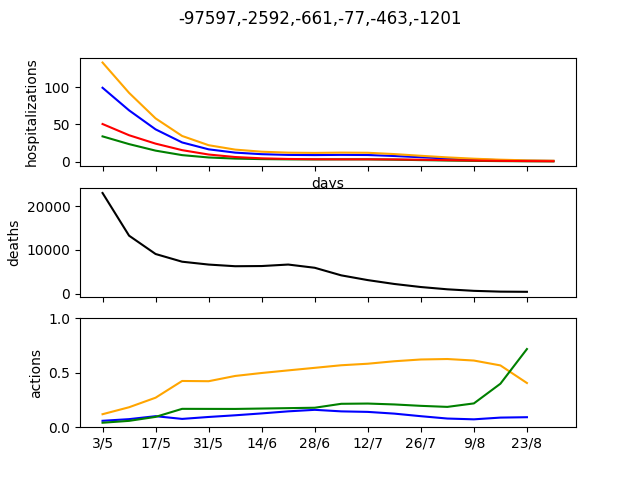 -97597,-2592,-661,-77,-463,-1201
hospitalizations
100
50
0
days
deaths
20000
10000
0
actions
1.0
0.5
0.0
3/5 17/5 31/5 14/6 28/6 12/7 26/7 9/8 23/8